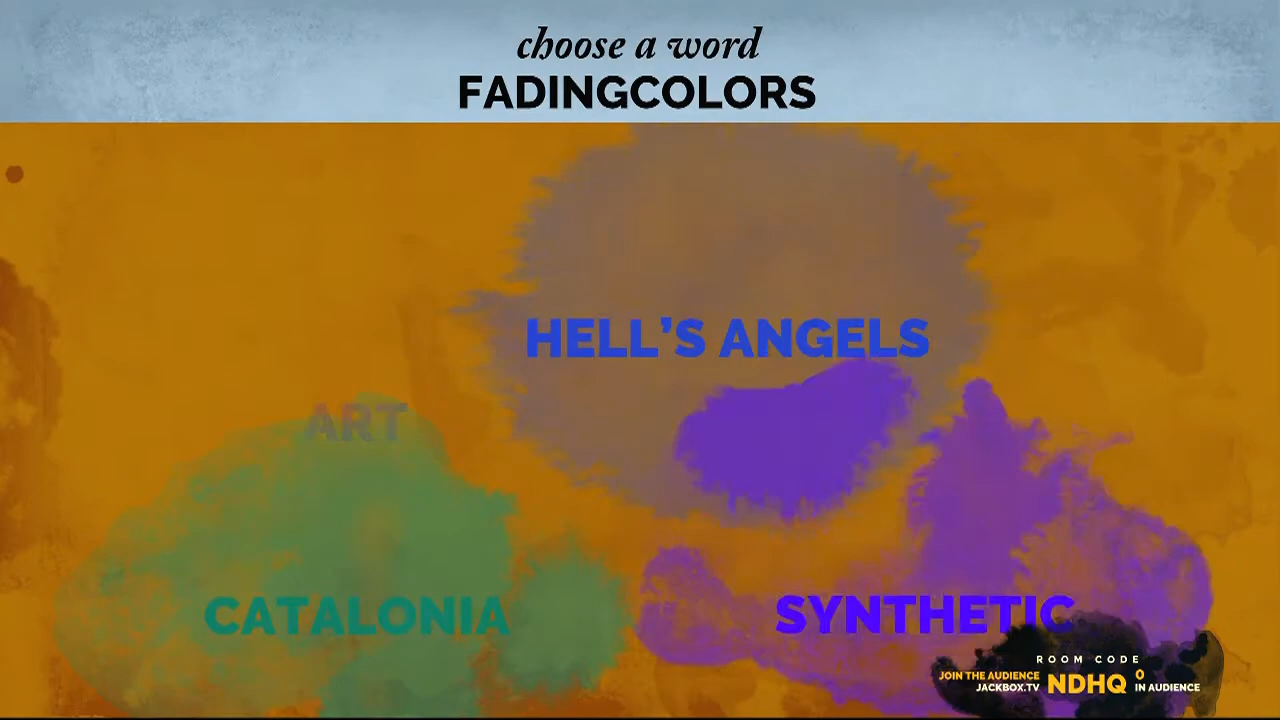 choose a word
FADINGCOLORS
HELL'S ANGELS
ART
CATALONIA
SYNTHETIC
ROOM CODE
JOIN THE AUDIENCE
JACKBOX.TV
NDHQ
0
IN AUDIENCE